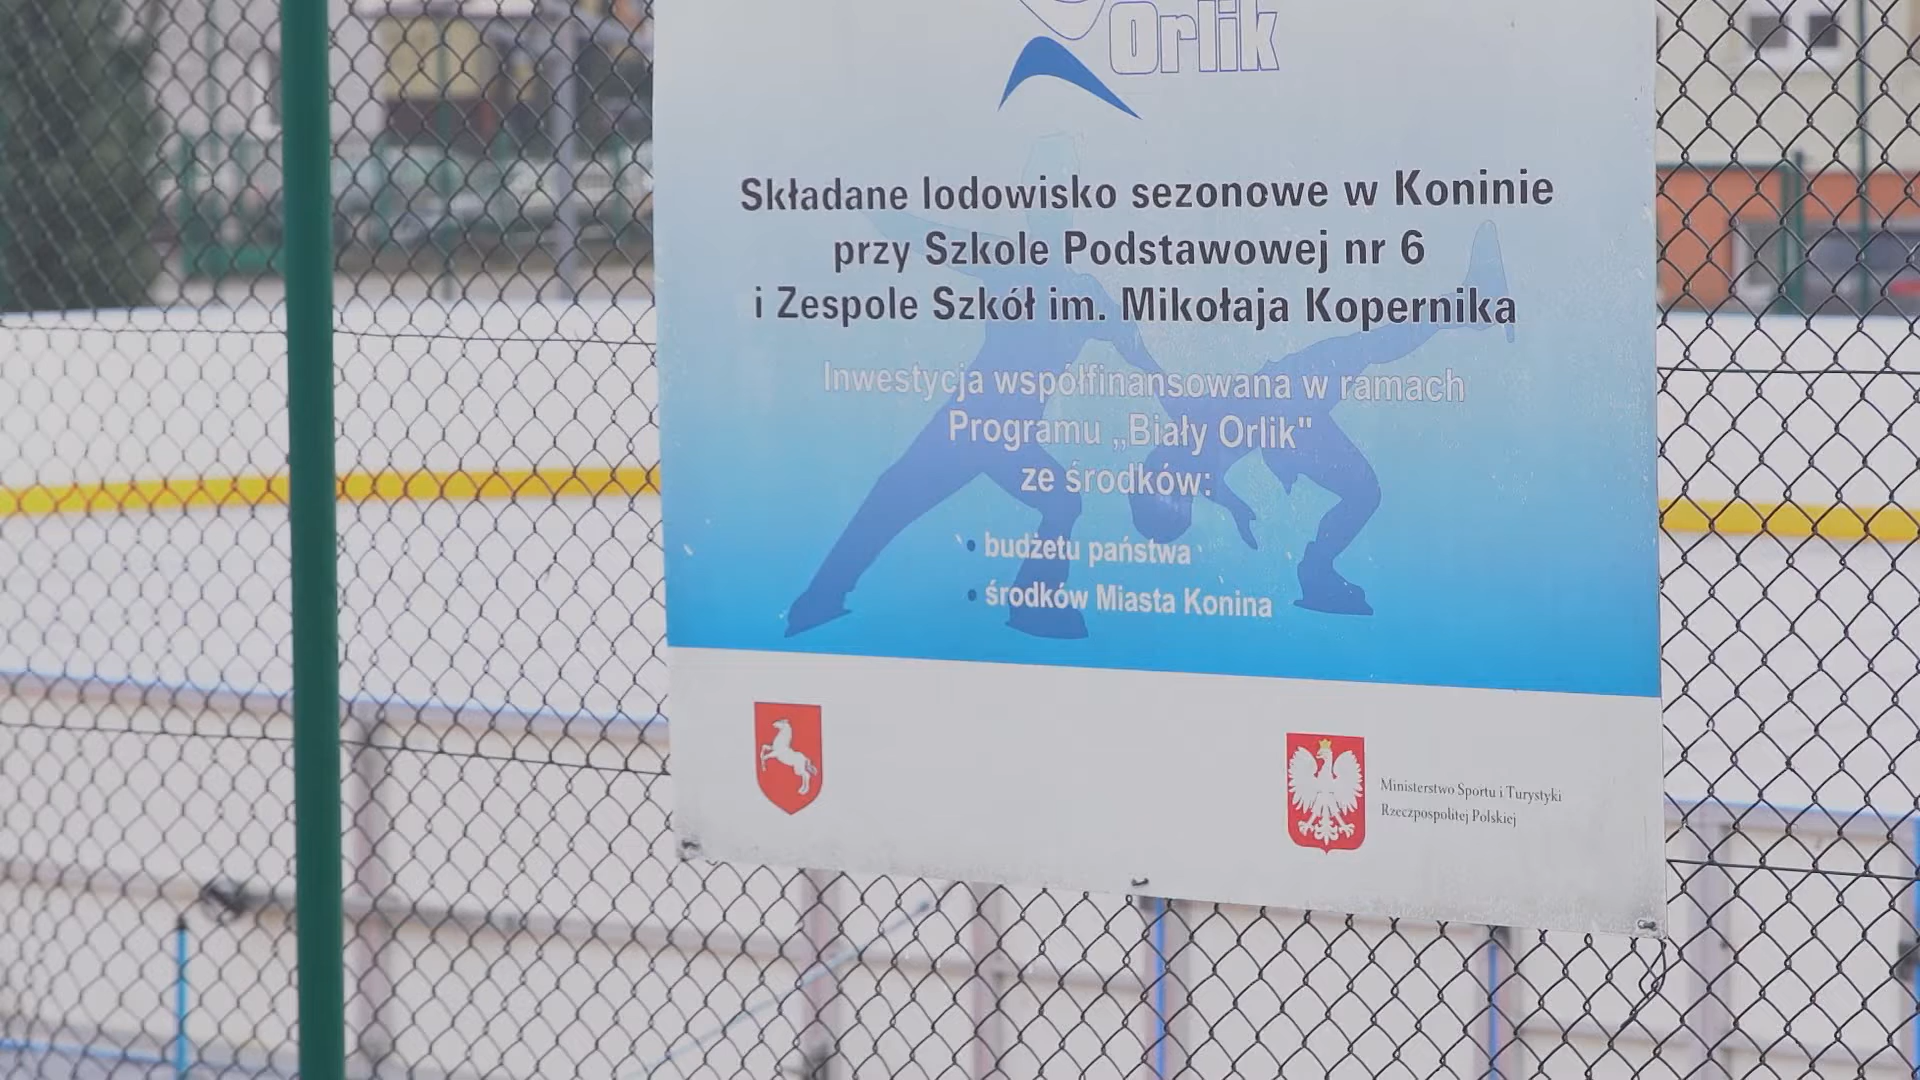 Orlik
Składane lodowisko sezonowe w Koninie
przy Szkole Podstawowej nr 6
i Zespole Szkół im. Mikołaja Kopernika
Inwestycja współfinansowana w ramach
Programu „Biały Orlik"
ze środków:
• budżetu państwa
• środków Miasta Konina
Ministerstwo Sportu i Turystyki
Rzeczpospolitej Polskiej